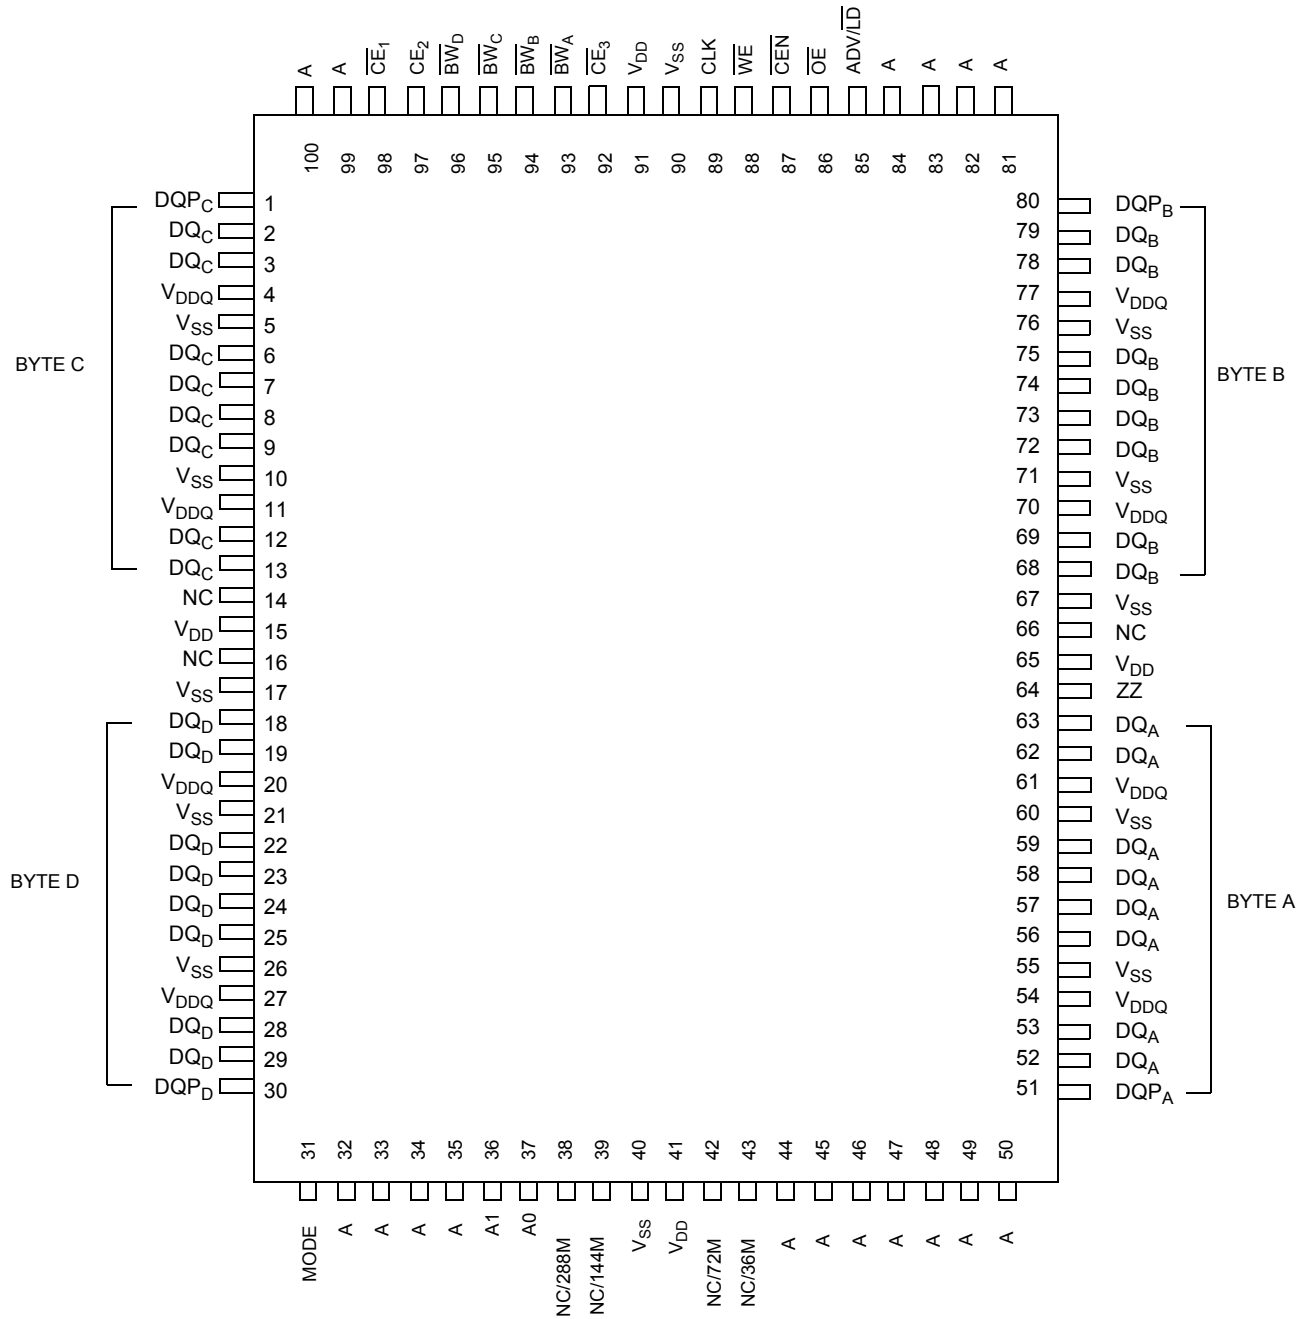 A A CE1 CE2 BWD BWC BWB BWA CE3 VDD VSS CLK WE CEN OE ADV/LD A A A A
100 99 98 97 96 95 94 93 92 91 90 89 88 87 86 85 84 83 82 81
DQPC 1 80 DQPB
DQC 2 79 DQB
DQC 3 78 DQB
VDDQ 4 77 VDDQ
VSS 5 76 VSS
DQC 6 75 DQB
BYTE C
DQC 7 74 DQB
BYTE B
DQC 8 73 DQB
DQC 9 72 DQB
VSS 10 71 VSS
VDDQ 11 70 VDDQ
DQC 12 69 DQB
DQC 13 68 DQB
NC 14 67 VSS
VDD 15 66 NC
NC 16 65 VDD
VSS 17 64 ZZ
DQD 18 63 DQA
DQD 19 62 DQA
VDDQ 20 61 VDDQ
VSS 21 60 VSS
DQD 22 59 DQA
DQD 23 58 DQA
BYTE D
DQD 24 57 DQA
BYTE A
DQD 25 56 DQA
VSS 26 55 VSS
VDDQ 27 54 VDDQ
DQD 28 53 DQA
DQD 29 52 DQA
DQPD 30 51 DQPA
31 32 33 34 35 36 37 38 39 40 41 42 43 44 45 46 47 48 49 50
MODE A A A A A1 A0 NC/288M NC/144M VSS VDD NC/72M NC/36M A A A A A A A